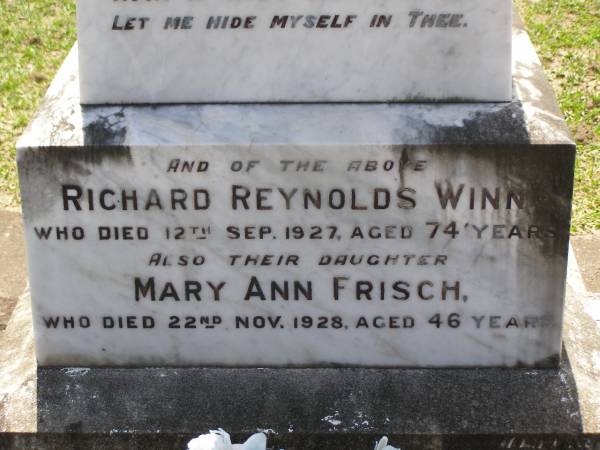 LET ME HIDE MYSELF IN THEE.
AND OF THE ABOVE
RICHARD REYNOLDS WINN
WHO DIED 12TH SEP. 1927, AGED 74 YEARS
ALSO THEIR DAUGHTER
MARY ANN FRISCH,
WHO DIED 22ND NOV. 1928, AGED 46 YEARS